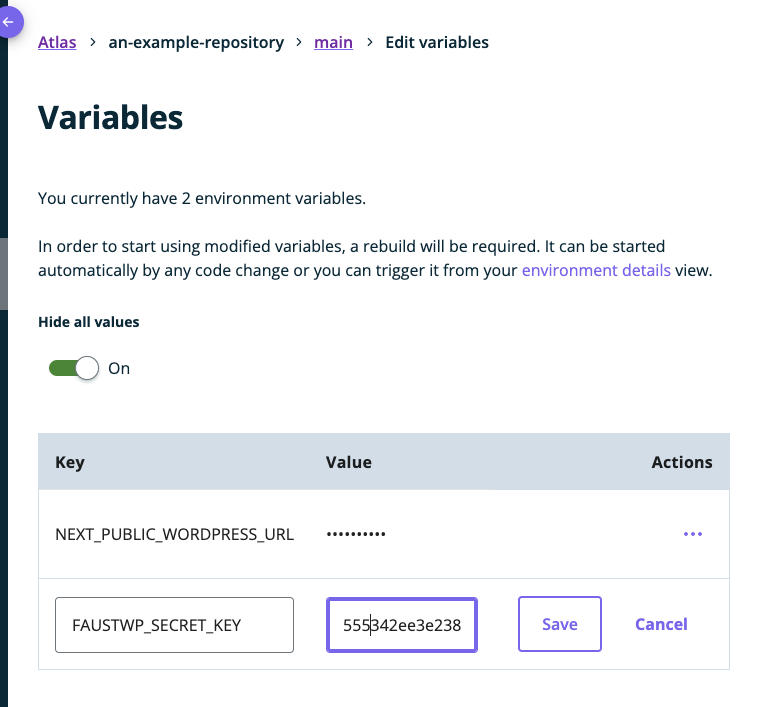 Atlas > an-example-repository > main > Edit variables
Variables
You currently have 2 environment variables.
In order to start using modified variables, a rebuild will be required. It can be started
automatically by any code change or you can trigger it from your environment details view.
Hide all values
On
Key Value Actions
NEXT_PUBLIC_WORDPRESS_URL •••••••••• •••
FAUSTWP_SECRET_KEY 555342ee3e238 Save Cancel